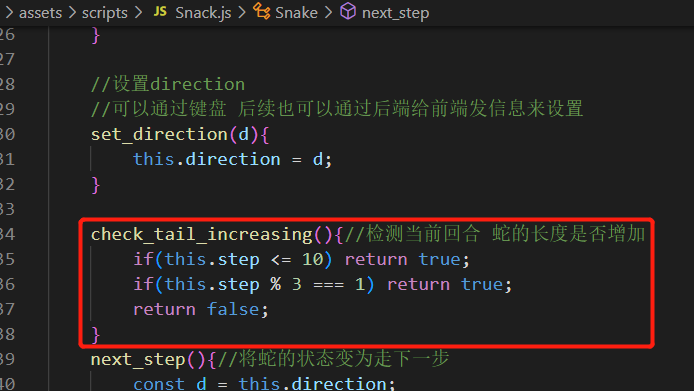 > assets > scripts > JS Snack.js > Snake > next_step
26 }
27
28 //设置direction
29 //可以通过键盘 后续也可以通过后端给前端发信息来设置
30 set_direction(d){
31 this.direction = d;
32 }
33
34 check_tail_increasing(){//检测当前回合 蛇的长度是否增加
35 if(this.step <= 10) return true;
36 if(this.step % 3 === 1) return true;
37 return false;
38 }
39 next_step(){//将蛇的状态变为走下一步
40 const d = this.direction;